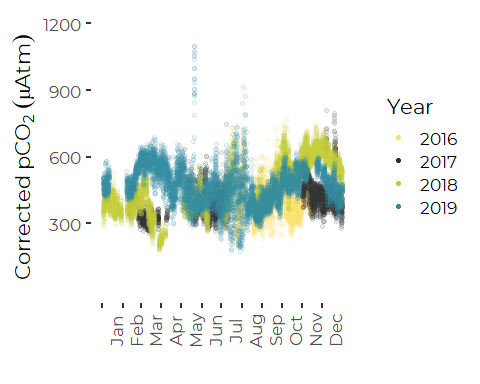 1200
900
600
300
Corrected pCO₂ (µAtm)
Jan
Feb
Mar
Apr
May
Jun
Jul
Aug
Sep
Oct
Nov
Dec
Year
2016
2017
2018
2019